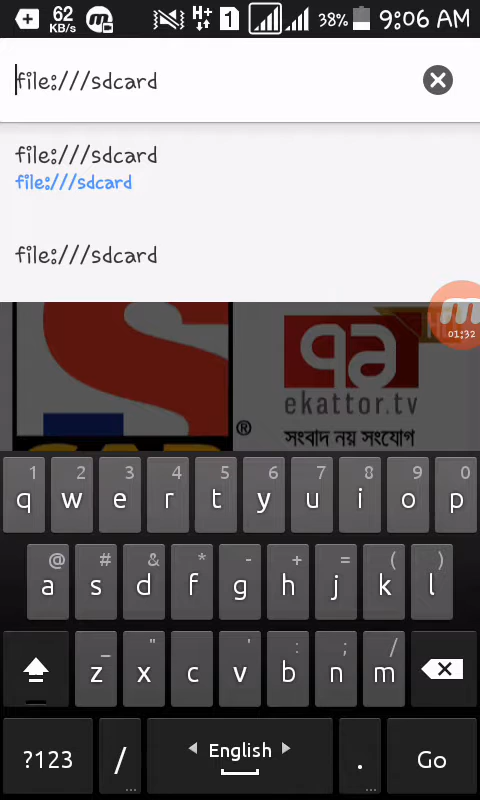 62
KB/s
H+
1
38%
9:06 AM
file:///sdcard
file:///sdcard
file:///sdcard
file:///sdcard
01:32
ekattor.tv
সংবাদ নয় সংযোগ
®
1 2 3 4 5 6 7 8 9 0
q w e r t y u i o p
@ # & * - + = ( )
a s d f g h j k l
_ " ' : ; /
z x c v b n m
?123 / English . Go